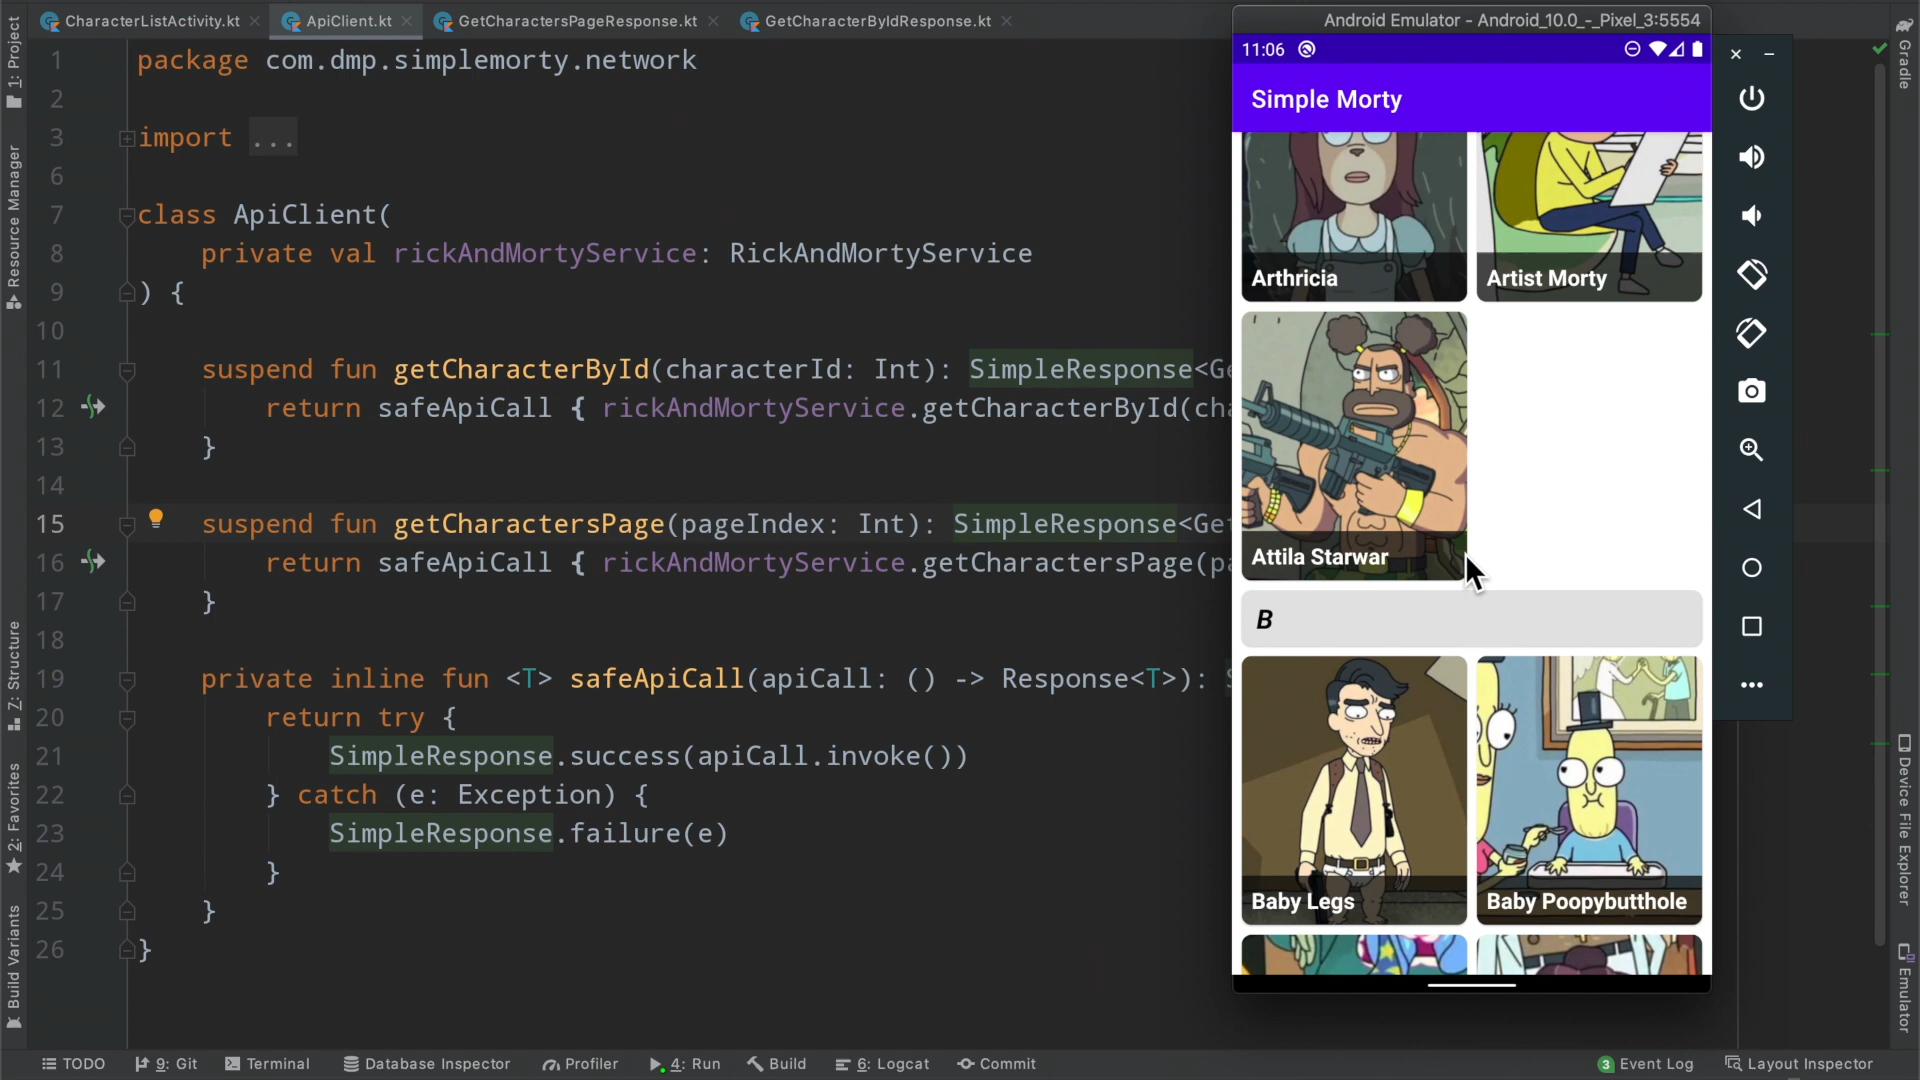 CharacterListActivity.kt
ApiClient.kt
GetCharactersPageResponse.kt
GetCharacterByIdResponse.kt
Android Emulator - Android_10.0_-_Pixel_3:5554
1: Project
Resource Manager
Z: Structure
2: Favorites
Build Variants
1 package com.dmp.simplemorty.network
2
3 import ...
6
7 class ApiClient(
8 private val rickAndMortyService: RickAndMortyService
9 ) {
10
11 suspend fun getCharacterById(characterId: Int): SimpleResponse<Ge
12 return safeApiCall { rickAndMortyService.getCharacterById(cha
13 }
14
15 suspend fun getCharactersPage(pageIndex: Int): SimpleResponse<Get
16 return safeApiCall { rickAndMortyService.getCharactersPage(pa
17 }
18
19 private inline fun <T> safeApiCall(apiCall: () -> Response<T>): S
20 return try {
21 SimpleResponse.success(apiCall.invoke())
22 } catch (e: Exception) {
23 SimpleResponse.failure(e)
24 }
25 }
26 }
11:06
Simple Morty
Arthricia
Artist Morty
Attila Starwar
B
Baby Legs
Baby Poopybutthole
Gradle
Device File Explorer
Emulator
TODO
9: Git
Terminal
Database Inspector
Profiler
4: Run
Build
6: Logcat
Commit
3 Event Log
Layout Inspector